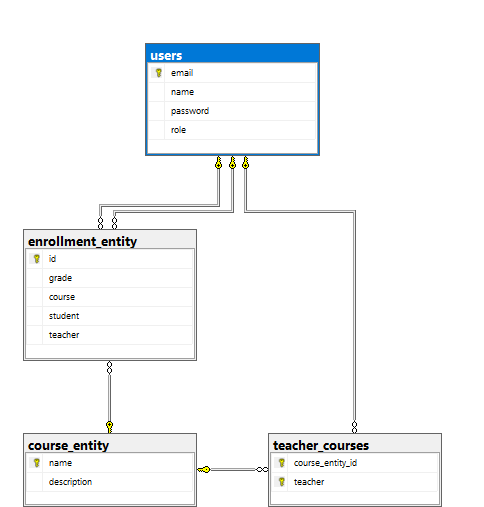 users
email
name
password
role
enrollment_entity
id
grade
course
student
teacher
course_entity
name
description
teacher_courses
course_entity_id
teacher